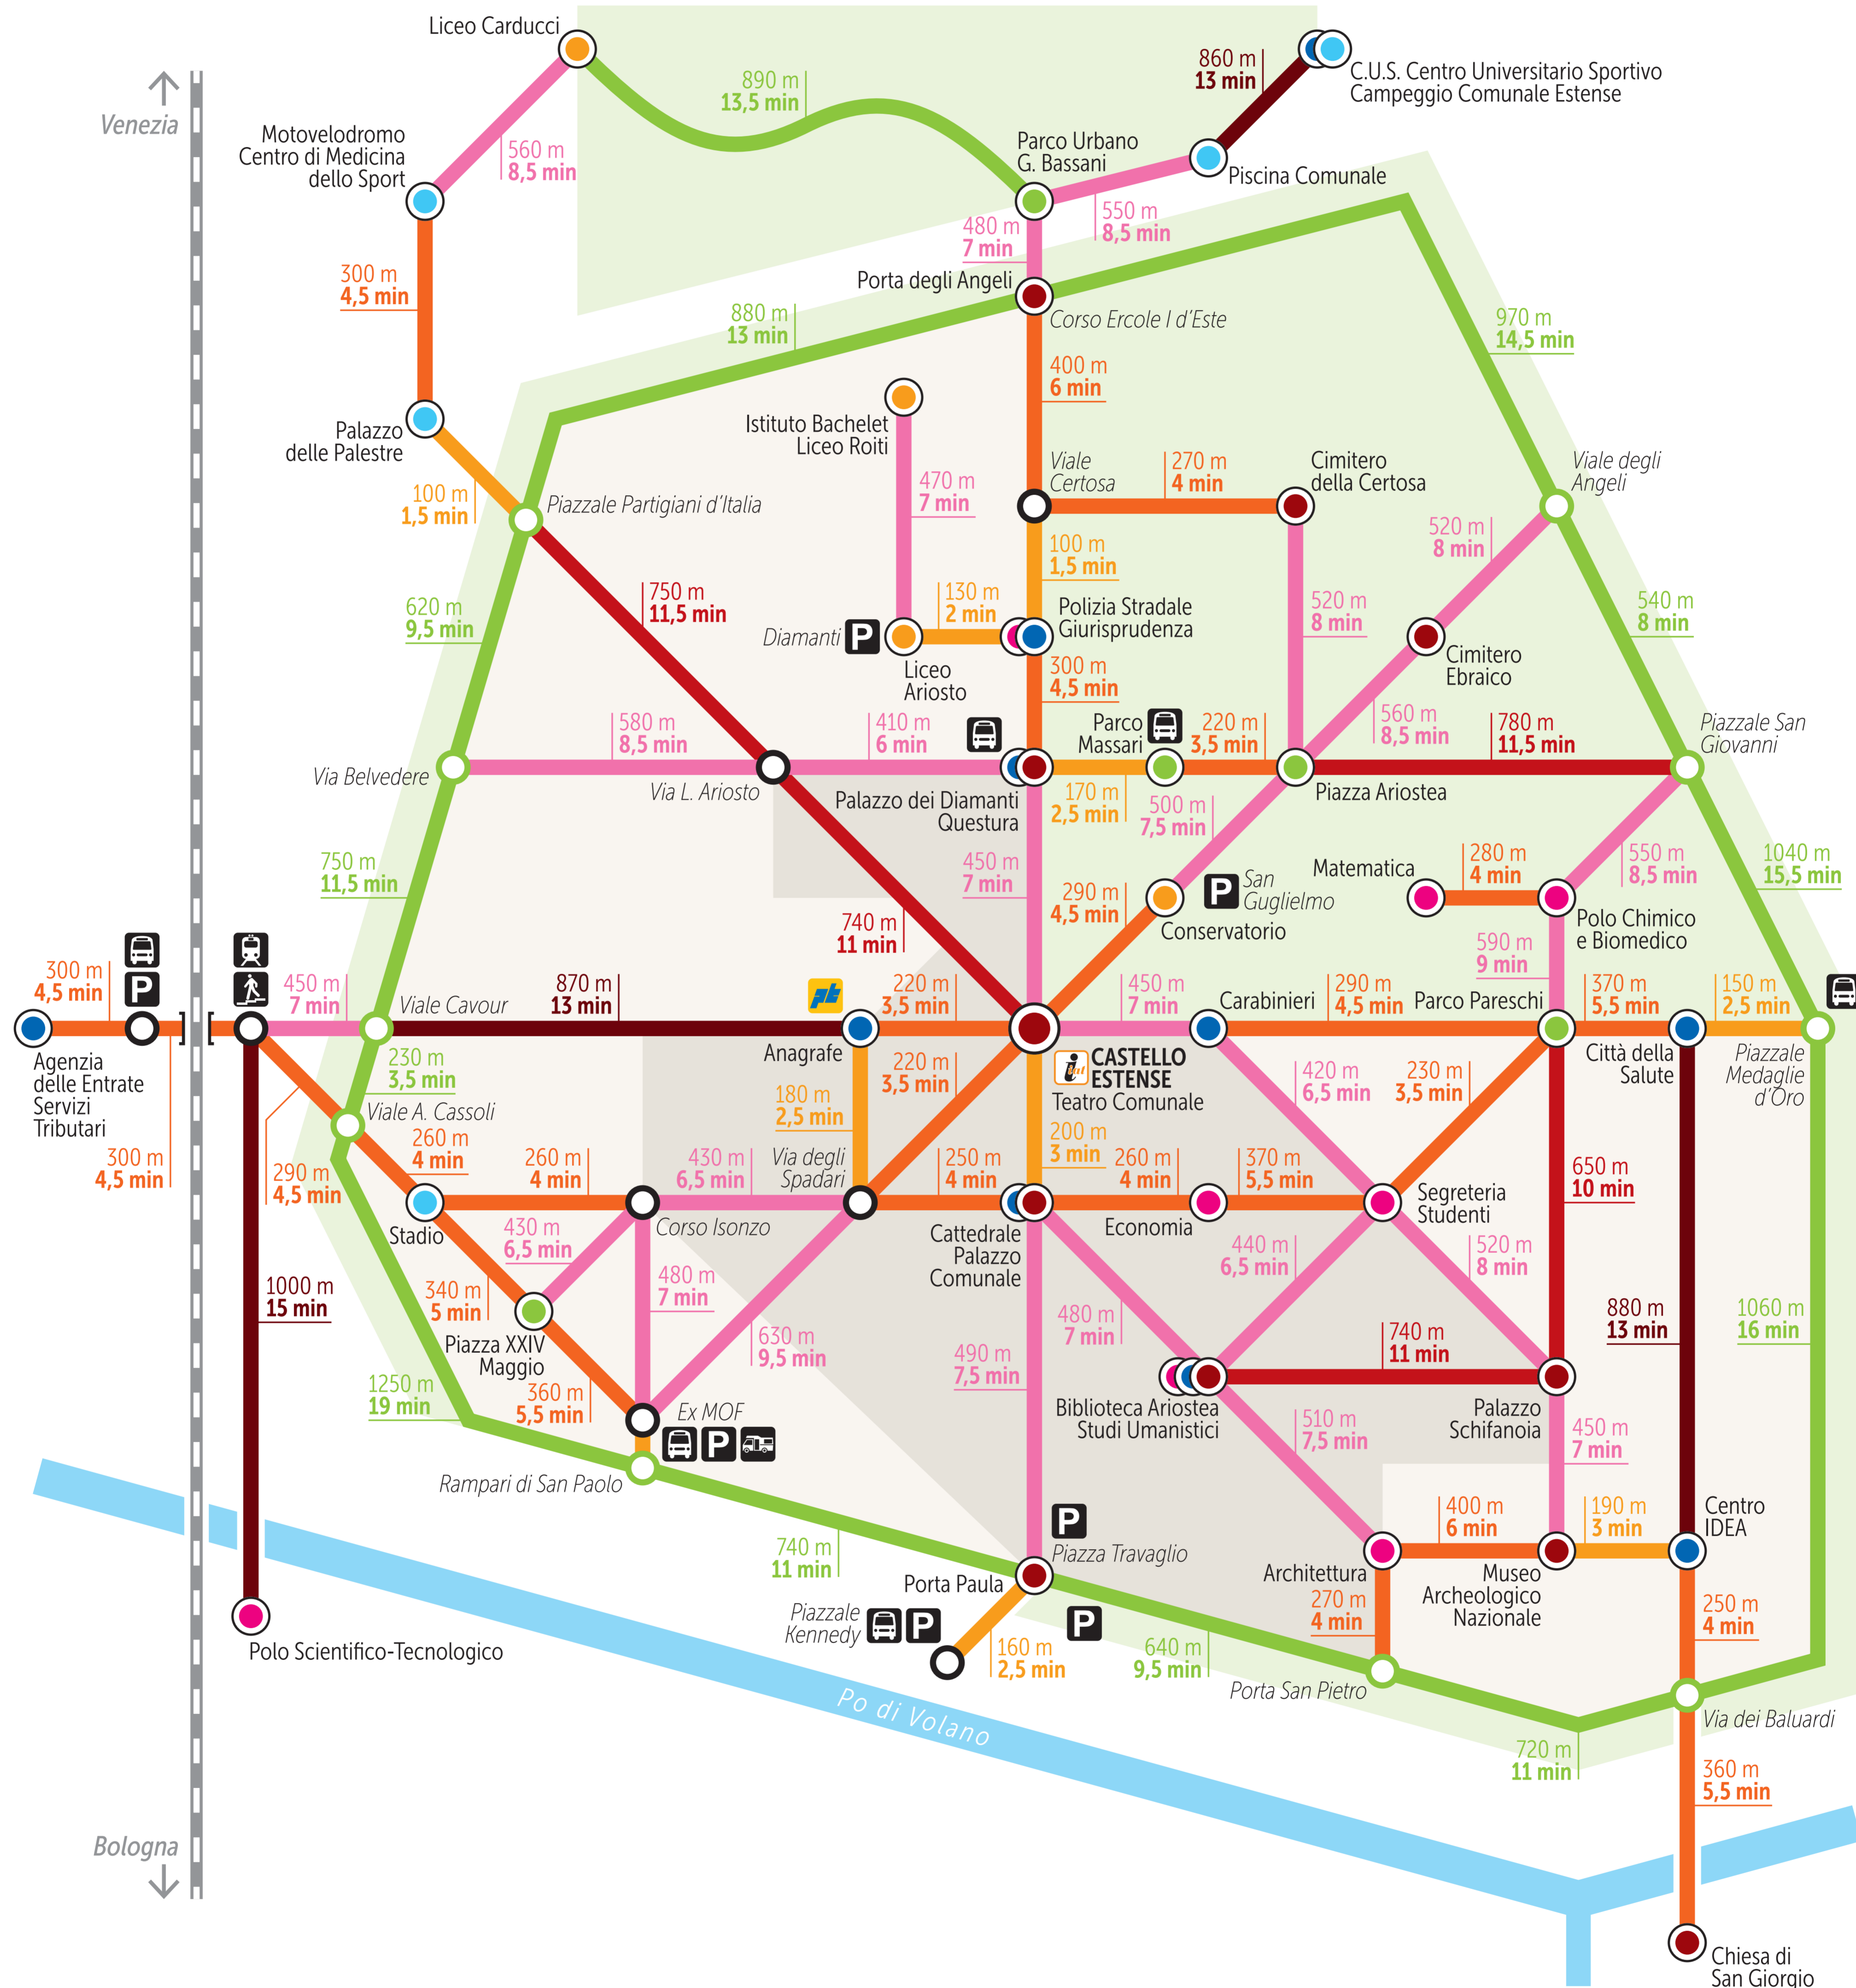 Liceo Carducci
Venezia
890 m
13,5 min
860 m
13 min
C.U.S. Centro Universitario Sportivo
Campeggio Comunale Estense
Motovelodromo
Centro di Medicina
dello Sport
560 m
8,5 min
Parco Urbano
G. Bassani
Piscina Comunale
550 m
8,5 min
480 m
7 min
300 m
4,5 min
Porta degli Angeli
Corso Ercole I d'Este
880 m
13 min
970 m
14,5 min
400 m
6 min
Istituto Bachelet
Liceo Roiti
Palazzo
delle Palestre
100 m
1,5 min
Piazzale Partigiani d'Italia
470 m
7 min
Viale
Certosa
270 m
4 min
Cimitero
della Certosa
Viale degli
Angeli
520 m
8 min
100 m
1,5 min
620 m
9,5 min
750 m
11,5 min
130 m
2 min
Polizia Stradale
Giurisprudenza
520 m
8 min
540 m
8 min
Diamanti
P
Liceo
Ariosto
Cimitero
Ebraico
300 m
4,5 min
580 m
8,5 min
410 m
6 min
Parco
Massari
220 m
3,5 min
560 m
8,5 min
780 m
11,5 min
Piazzale San
Giovanni
Via Belvedere
Via L. Ariosto
Palazzo dei Diamanti
Questura
170 m
2,5 min
500 m
7,5 min
Piazza Ariostea
750 m
11,5 min
450 m
7 min
290 m
4,5 min
P
San
Guglielmo
Conservatorio
Matematica
280 m
4 min
550 m
8,5 min
1040 m
15,5 min
Polo Chimico
e Biomedico
740 m
11 min
590 m
9 min
300 m
4,5 min
P
450 m
7 min
Viale Cavour
870 m
13 min
pt
220 m
3,5 min
450 m
7 min
Carabinieri
290 m
4,5 min
Parco Pareschi
370 m
5,5 min
150 m
2,5 min
Agenzia
delle Entrate
Servizi
Tributari
300 m
4,5 min
230 m
3,5 min
Anagrafe
220 m
3,5 min
CASTELLO
ESTENSE
Teatro Comunale
Città della
Salute
Piazzale
Medaglie
d'Oro
420 m
6,5 min
230 m
3,5 min
180 m
2,5 min
Viale A. Cassoli
260 m
4 min
290 m
4,5 min
260 m
4 min
430 m
6,5 min
Via degli
Spadari
250 m
4 min
200 m
3 min
260 m
4 min
370 m
5,5 min
650 m
10 min
Stadio
Corso Isonzo
Cattedrale
Palazzo
Comunale
Economia
Segreteria
Studenti
430 m
6,5 min
440 m
6,5 min
520 m
8 min
1000 m
15 min
340 m
5 min
480 m
7 min
630 m
9,5 min
480 m
7 min
880 m
13 min
1060 m
16 min
Piazza XXIV
Maggio
490 m
7,5 min
740 m
11 min
1250 m
19 min
360 m
5,5 min
Ex MOF
P
Biblioteca Ariostea
Studi Umanistici
510 m
7,5 min
Palazzo
Schifanoia
450 m
7 min
Rampari di San Paolo
740 m
11 min
P
Piazza Travaglio
400 m
6 min
190 m
3 min
Centro
IDEA
Porta Paula
Architettura
Museo
Archeologico
Nazionale
Piazzale
Kennedy
P
P
160 m
2,5 min
640 m
9,5 min
270 m
4 min
250 m
4 min
Polo Scientifico-Tecnologico
Porta San Pietro
Via dei Baluardi
Po di Volano
720 m
11 min
360 m
5,5 min
Bologna
Chiesa di
San Giorgio